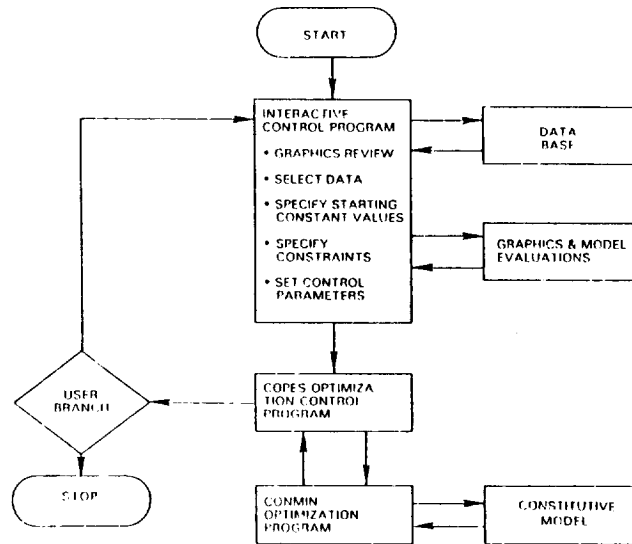 START
INTERACTIVE
CONTROL PROGRAM
• GRAPHICS REVIEW
• SELECT DATA
• SPECIFY STARTING
CONSTANT VALUES
• SPECIFY
CONSTRAINTS
• SET CONTROL
PARAMETERS
DATA
BASE
GRAPHICS & MODEL
EVALUATIONS
COPES OPTIMIZA
TION CONTROL
PROGRAM
USER
BRANCH
STOP
CONMIN
OPTIMIZATION
PROGRAM
CONSTITUTIVE
MODEL